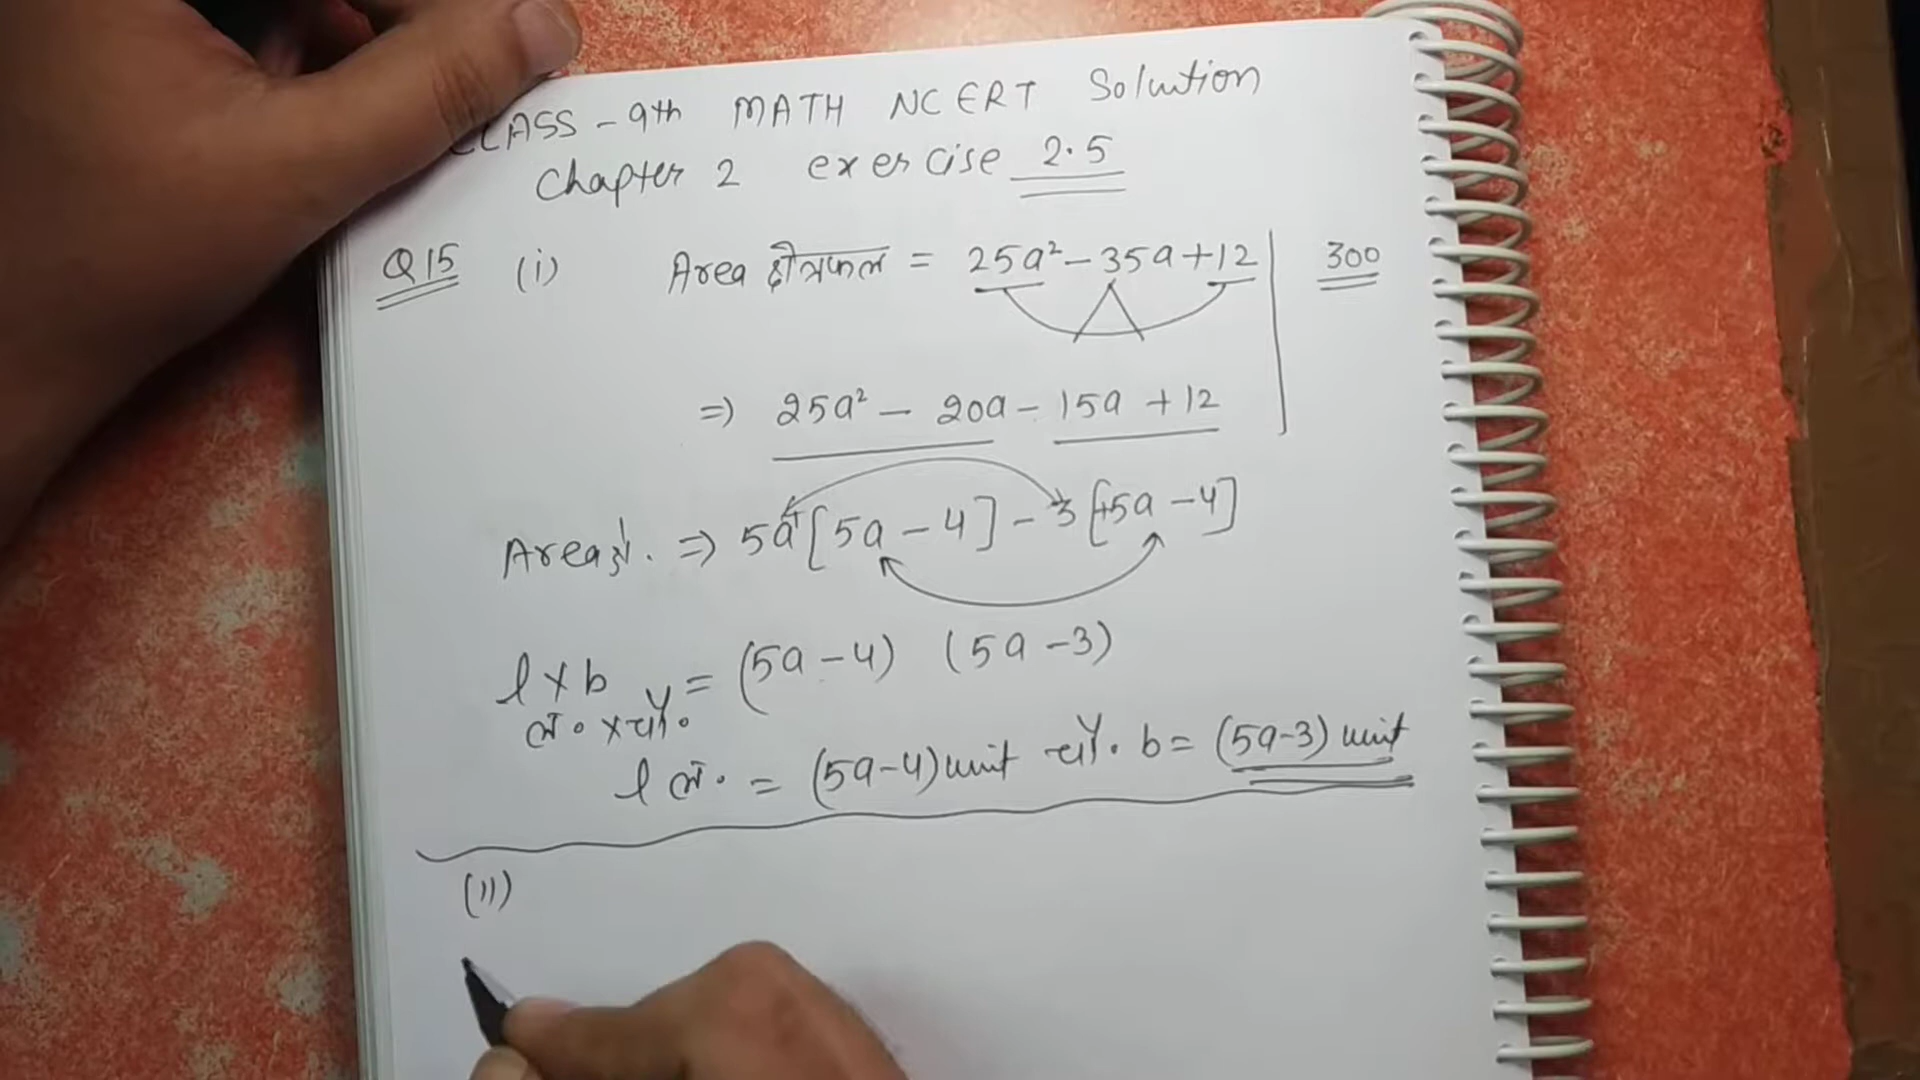 CLASS - 9th MATH NCERT Solution
Chapter 2 exercise 2.5
Q15 (i) Area क्षेत्रफल = 25a² - 35a + 12 300
=> 25a² - 20a - 15a + 12
Area क्षे. => 5a[5a - 4] - 3[+5a - 4]
l × b = (5a - 4) (5a - 3)
ल० × चौ०
l ल. = (5a - 4) unit चौ. b = (5a - 3) unit
(ii)